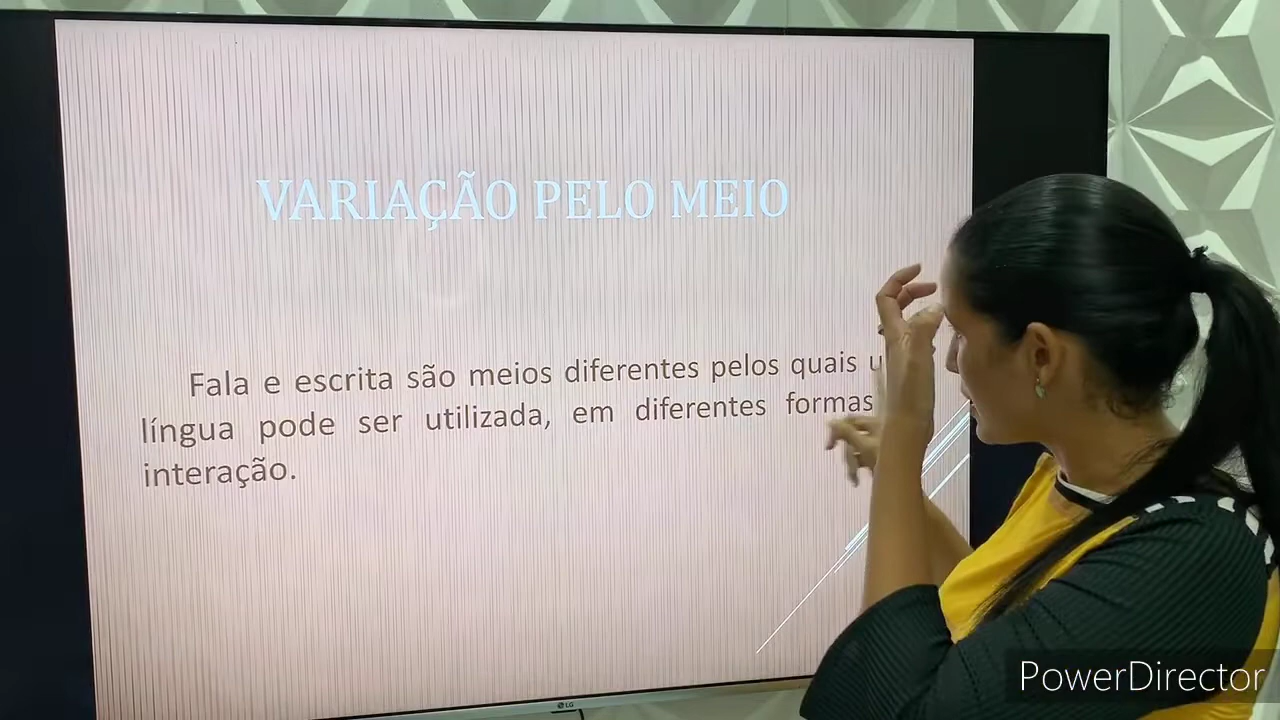 VARIAÇÃO PELO MEIO
Fala e escrita são meios diferentes pelos quais
língua pode ser utilizada, em diferentes formas
interação.
LG
PowerDirector